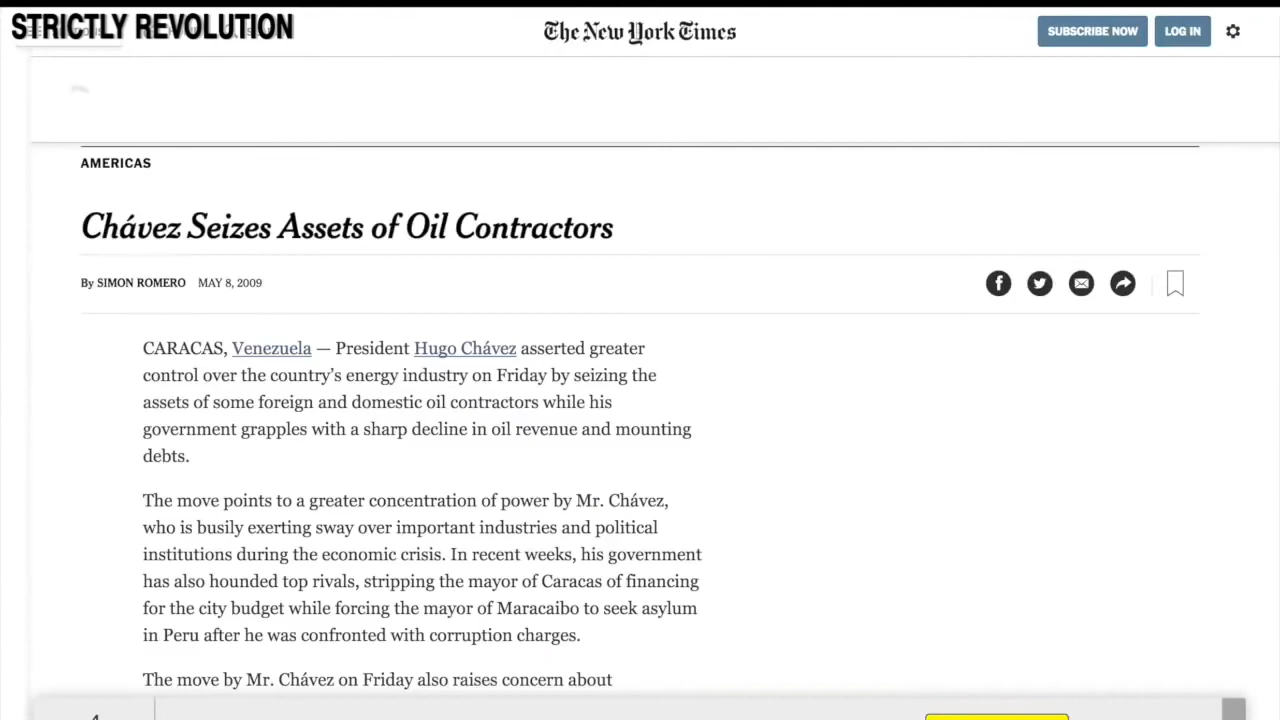 STRICTLY REVOLUTION
The New York Times
SUBSCRIBE NOW
LOG IN
AMERICAS
Chávez Seizes Assets of Oil Contractors
By SIMON ROMERO MAY 8, 2009
CARACAS, Venezuela — President Hugo Chávez asserted greater
control over the country's energy industry on Friday by seizing the
assets of some foreign and domestic oil contractors while his
government grapples with a sharp decline in oil revenue and mounting
debts.
The move points to a greater concentration of power by Mr. Chávez,
who is busily exerting sway over important industries and political
institutions during the economic crisis. In recent weeks, his government
has also hounded top rivals, stripping the mayor of Caracas of financing
for the city budget while forcing the mayor of Maracaibo to seek asylum
in Peru after he was confronted with corruption charges.
The move by Mr. Chávez on Friday also raises concern about